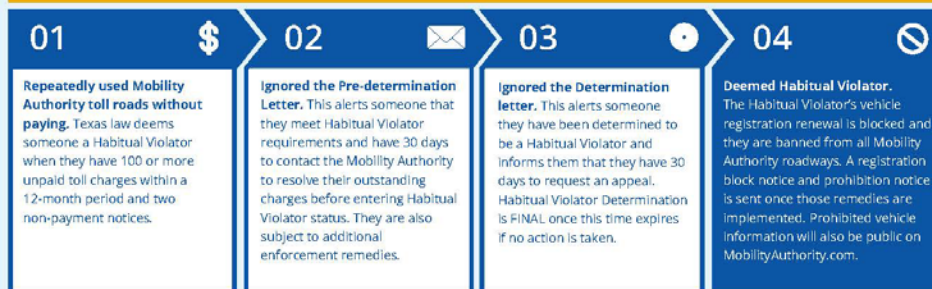 01
$
Repeatedly used Mobility
Authority toll roads without
paying. Texas law deems
someone a Habitual Violator
when they have 100 or more
unpaid toll charges within a
12-month period and two
non-payment notices.
02
Ignored the Pre-determination
Letter. This alerts someone that
they meet Habitual Violator
requirements and have 30 days
to contact the Mobility Authority
to resolve their outstanding
charges before entering Habitual
Violator status. They are also
subject to additional
enforcement remedies.
03
Ignored the Determination
letter. This alerts someone
they have been determined to
be a Habitual Violator and
informs them that they have 30
days to request an appeal.
Habitual Violator Determination
is FINAL once this time expires
if no action is taken.
04
Deemed Habitual Violator.
The Habitual Violator's vehicle
registration renewal is blocked and
they are banned from all Mobility
Authority roadways. A registration
block notice and prohibition notice
is sent once those remedies are
implemented. Prohibited vehicle
information will also be public on
MobilityAuthority.com.